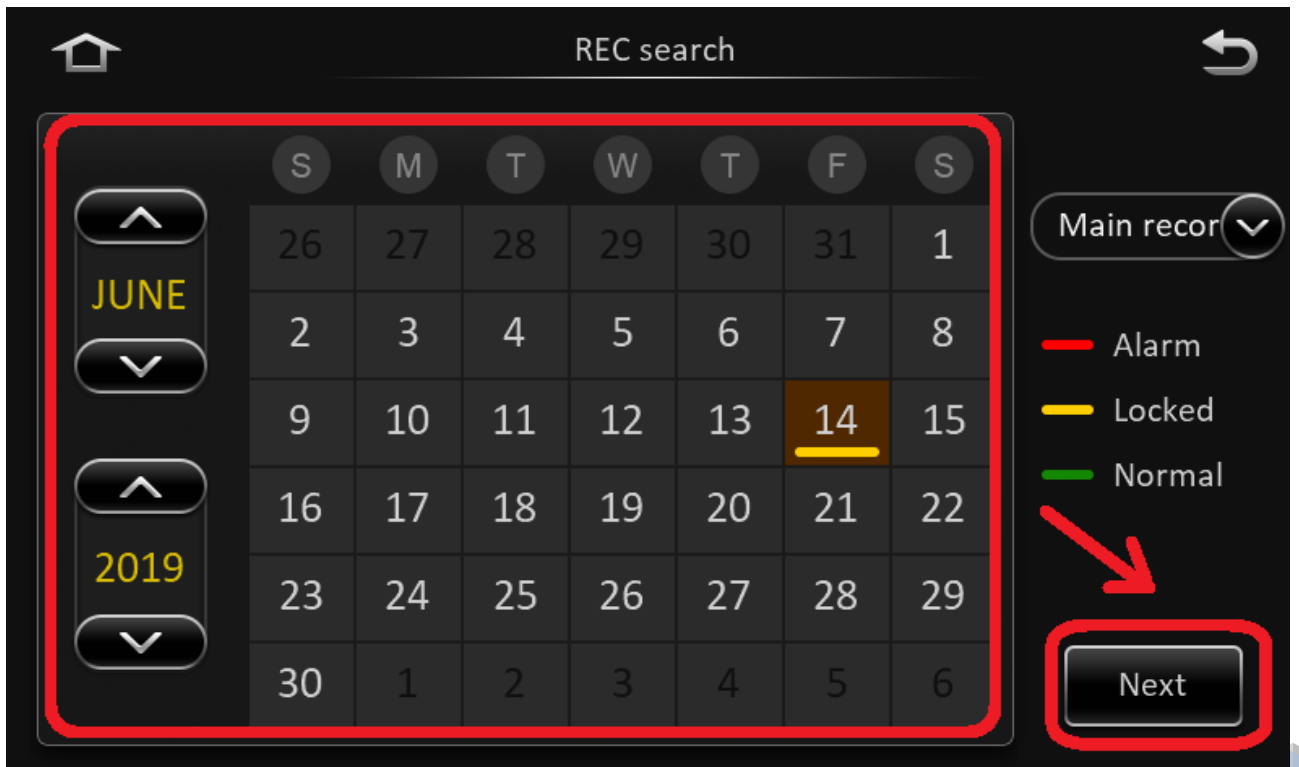 REC search
S M T W T F S
26 27 28 29 30 31 1
JUNE
2 3 4 5 6 7 8
9 10 11 12 13 14 15
16 17 18 19 20 21 22
2019
23 24 25 26 27 28 29
30 1 2 3 4 5 6
Main recor
Alarm
Locked
Normal
Next